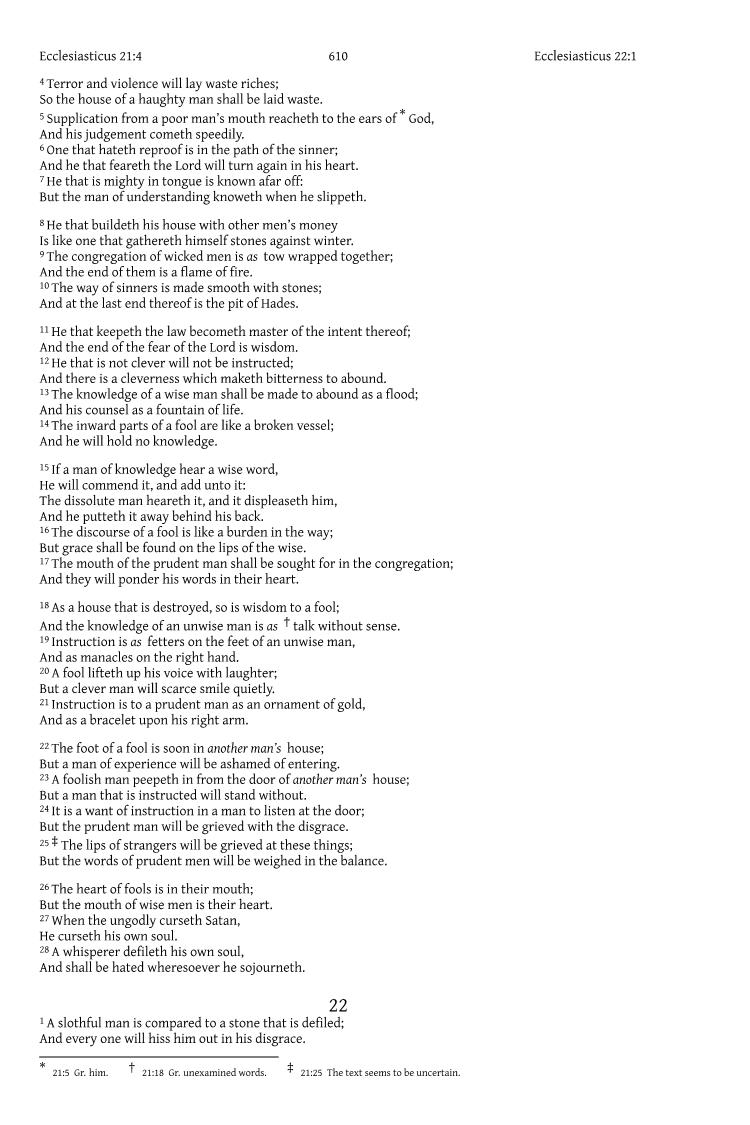 Ecclesiasticus 21:4 610 Ecclesiasticus 22:1
4 Terror and violence will lay waste riches;
So the house of a haughty man shall be laid waste.
5 Supplication from a poor man's mouth reacheth to the ears of * God,
And his judgement cometh speedily.
6 One that hateth reproof is in the path of the sinner;
And he that feareth the Lord will turn again in his heart.
7 He that is mighty in tongue is known afar off:
But the man of understanding knoweth when he slippeth.
8 He that buildeth his house with other men's money
Is like one that gathereth himself stones against winter.
9 The congregation of wicked men is as tow wrapped together;
And the end of them is a flame of fire.
10 The way of sinners is made smooth with stones;
And at the last end thereof is the pit of Hades.
11 He that keepeth the law becometh master of the intent thereof;
And the end of the fear of the Lord is wisdom.
12 He that is not clever will not be instructed;
And there is a cleverness which maketh bitterness to abound.
13 The knowledge of a wise man shall be made to abound as a flood;
And his counsel as a fountain of life.
14 The inward parts of a fool are like a broken vessel;
And he will hold no knowledge.
15 If a man of knowledge hear a wise word,
He will commend it, and add unto it:
The dissolute man heareth it, and it displeaseth him,
And he putteth it away behind his back.
16 The discourse of a fool is like a burden in the way;
But grace shall be found on the lips of the wise.
17 The mouth of the prudent man shall be sought for in the congregation;
And they will ponder his words in their heart.
18 As a house that is destroyed, so is wisdom to a fool;
And the knowledge of an unwise man is as † talk without sense.
19 Instruction is as fetters on the feet of an unwise man,
And as manacles on the right hand.
20 A fool lifteth up his voice with laughter;
But a clever man will scarce smile quietly.
21 Instruction is to a prudent man as an ornament of gold,
And as a bracelet upon his right arm.
22 The foot of a fool is soon in another man's house;
But a man of experience will be ashamed of entering.
23 A foolish man peepeth in from the door of another man's house;
But a man that is instructed will stand without.
24 It is a want of instruction in a man to listen at the door;
But the prudent man will be grieved with the disgrace.
25 ‡ The lips of strangers will be grieved at these things;
But the words of prudent men will be weighed in the balance.
26 The heart of fools is in their mouth;
But the mouth of wise men is their heart.
27 When the ungodly curseth Satan,
He curseth his own soul.
28 A whisperer defileth his own soul,
And shall be hated wheresoever he sojourneth.
22
1 A slothful man is compared to a stone that is defiled;
And every one will hiss him out in his disgrace.
* 21:5 Gr. him. † 21:18 Gr. unexamined words. ‡ 21:25 The text seems to be uncertain.